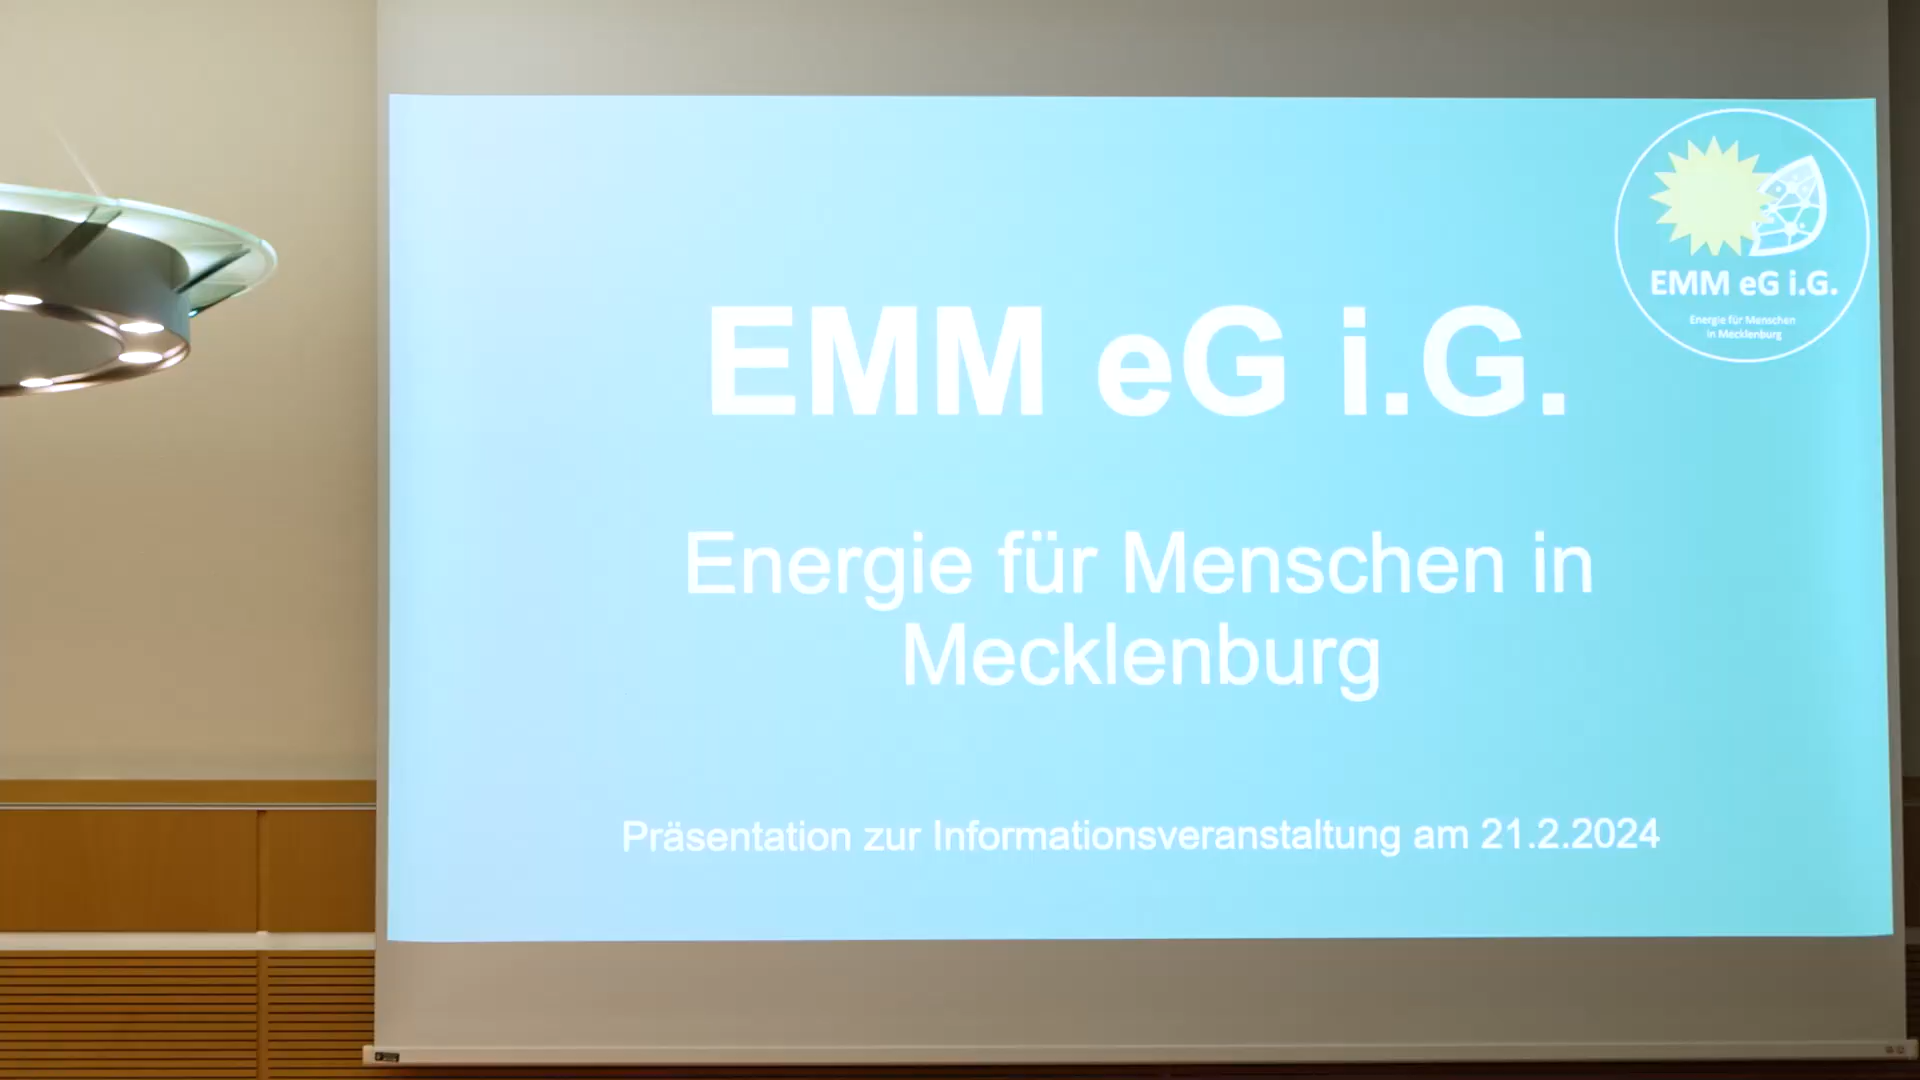 EMM eG i.G.
Energie für Menschen
in Mecklenburg
EMM eG i.G.
Energie für Menschen in
Mecklenburg
Präsentation zur Informationsveranstaltung am 21.2.2024